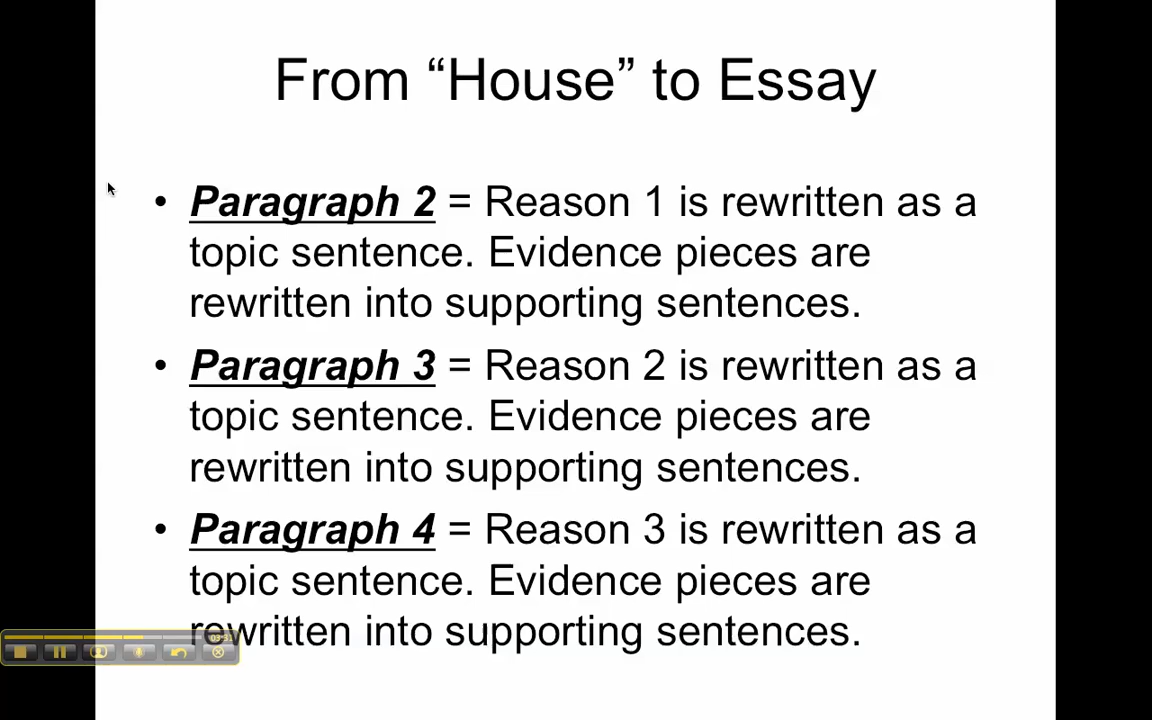 From “House” to Essay
• Paragraph 2 = Reason 1 is rewritten as a
topic sentence. Evidence pieces are
rewritten into supporting sentences.
• Paragraph 3 = Reason 2 is rewritten as a
topic sentence. Evidence pieces are
rewritten into supporting sentences.
• Paragraph 4 = Reason 3 is rewritten as a
topic sentence. Evidence pieces are
rewritten into supporting sentences.
03:31